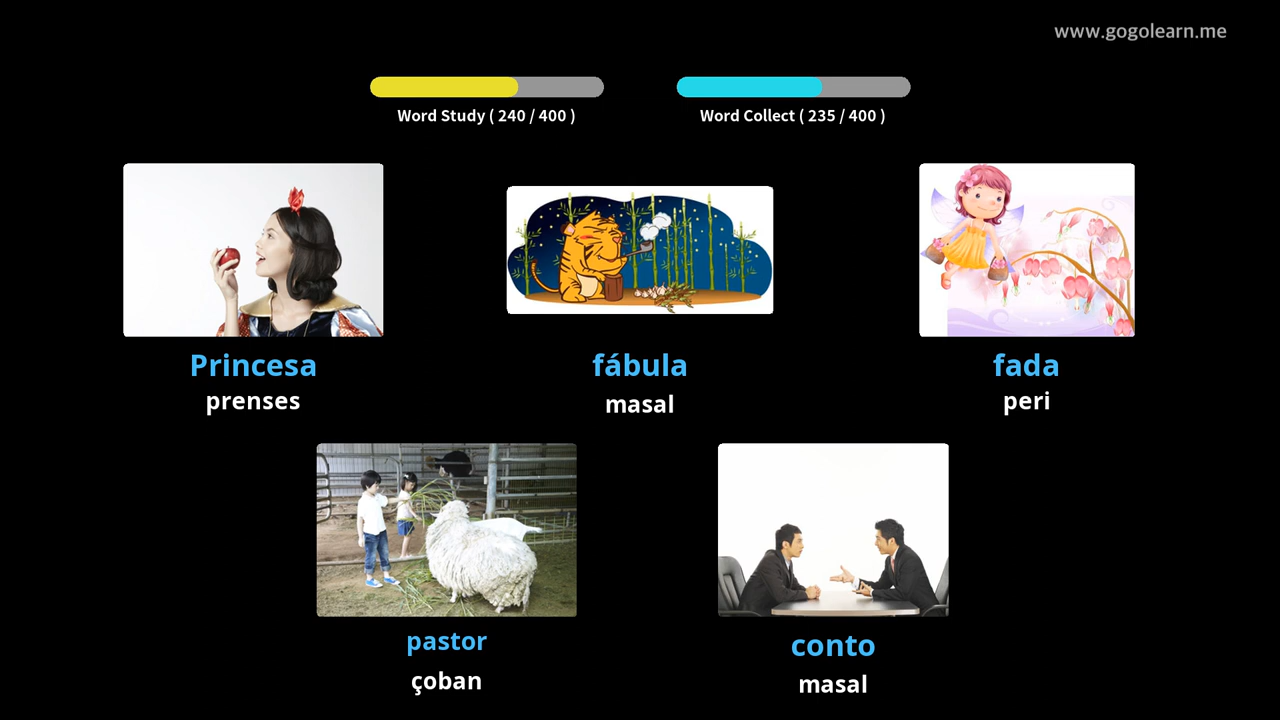 www.gogolearn.me
Word Study ( 240 / 400 )
Word Collect ( 235 / 400 )
Princesa
prenses
fábula
masal
fada
peri
pastor
çoban
conto
masal